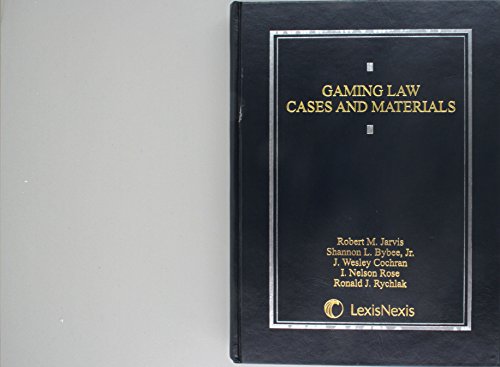 GAMING LAW
CASES AND MATERIALS
Robert M. Jarvis
Shannon L. Bybee, Jr.
J. Wesley Cochran
I. Nelson Rose
Ronald J. Rychlak
LexisNexis